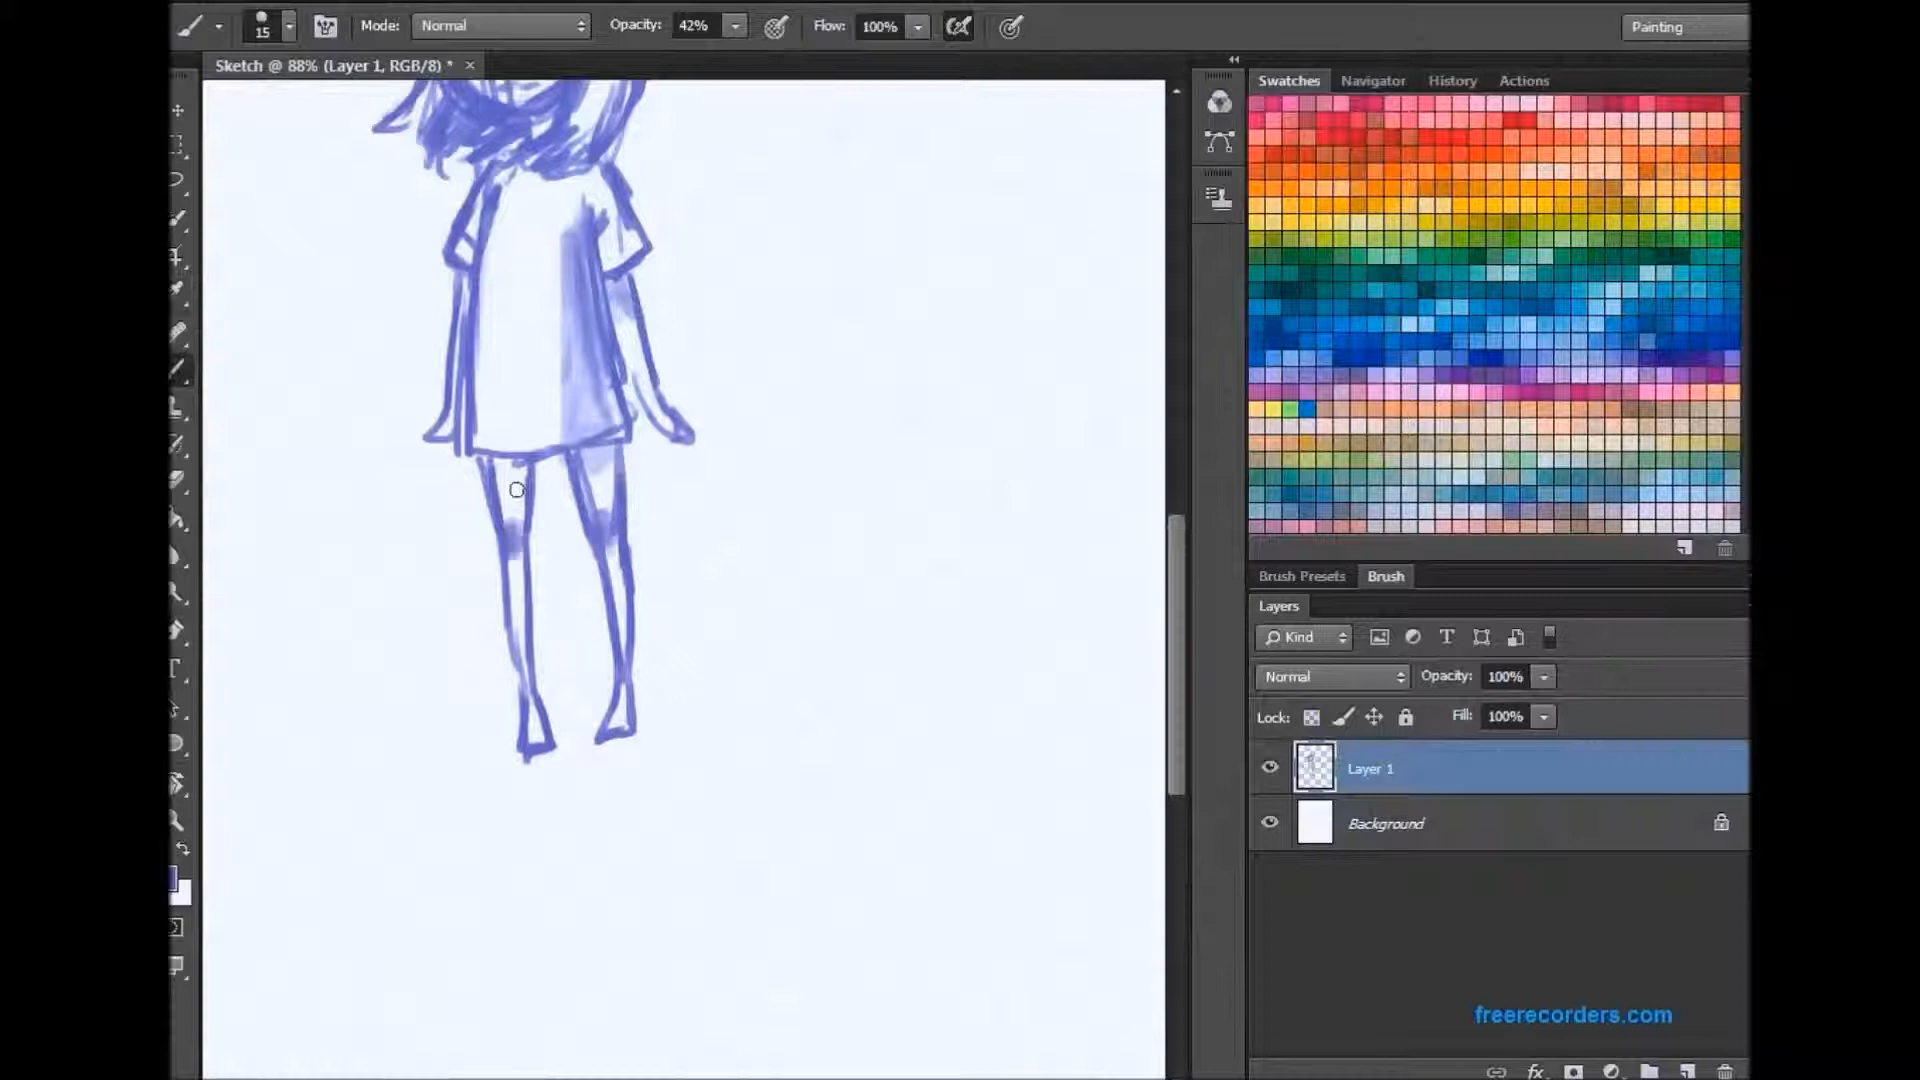 15 Mode: Normal Opacity: 42% Flow: 100% Painting
Sketch @ 88% (Layer 1, RGB/8) * ×
Swatches Navigator History Actions
Brush Presets Brush
Layers
Kind T
Normal Opacity: 100%
Lock: Fill: 100%
Layer 1
Background
freerecorders.com
fx